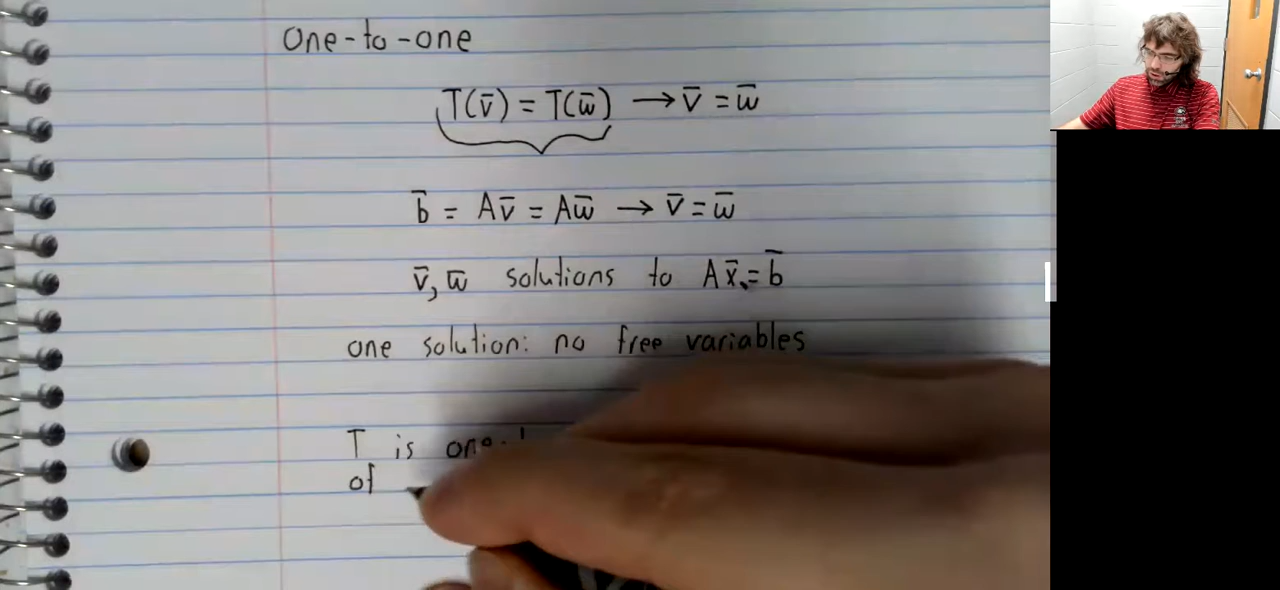 One-to-one
T(v̄) = T(w̄) → v̄ = w̄
b̄ = Av̄ = Aw̄ → v̄ = w̄
v̄, w̄ solutions to Ax̄ = b̄
one solution: no free variables
T is
of